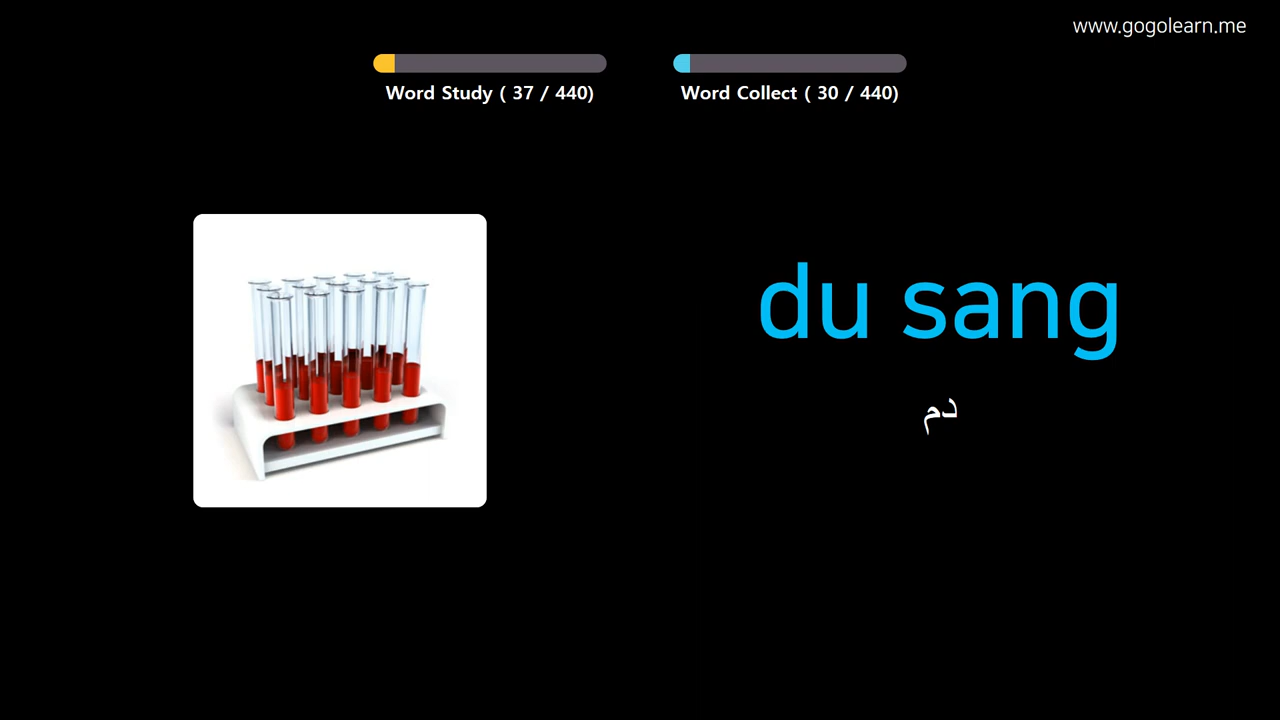 www.gogolearn.me
Word Study ( 37 / 440)
Word Collect ( 30 / 440)
du sang
دم